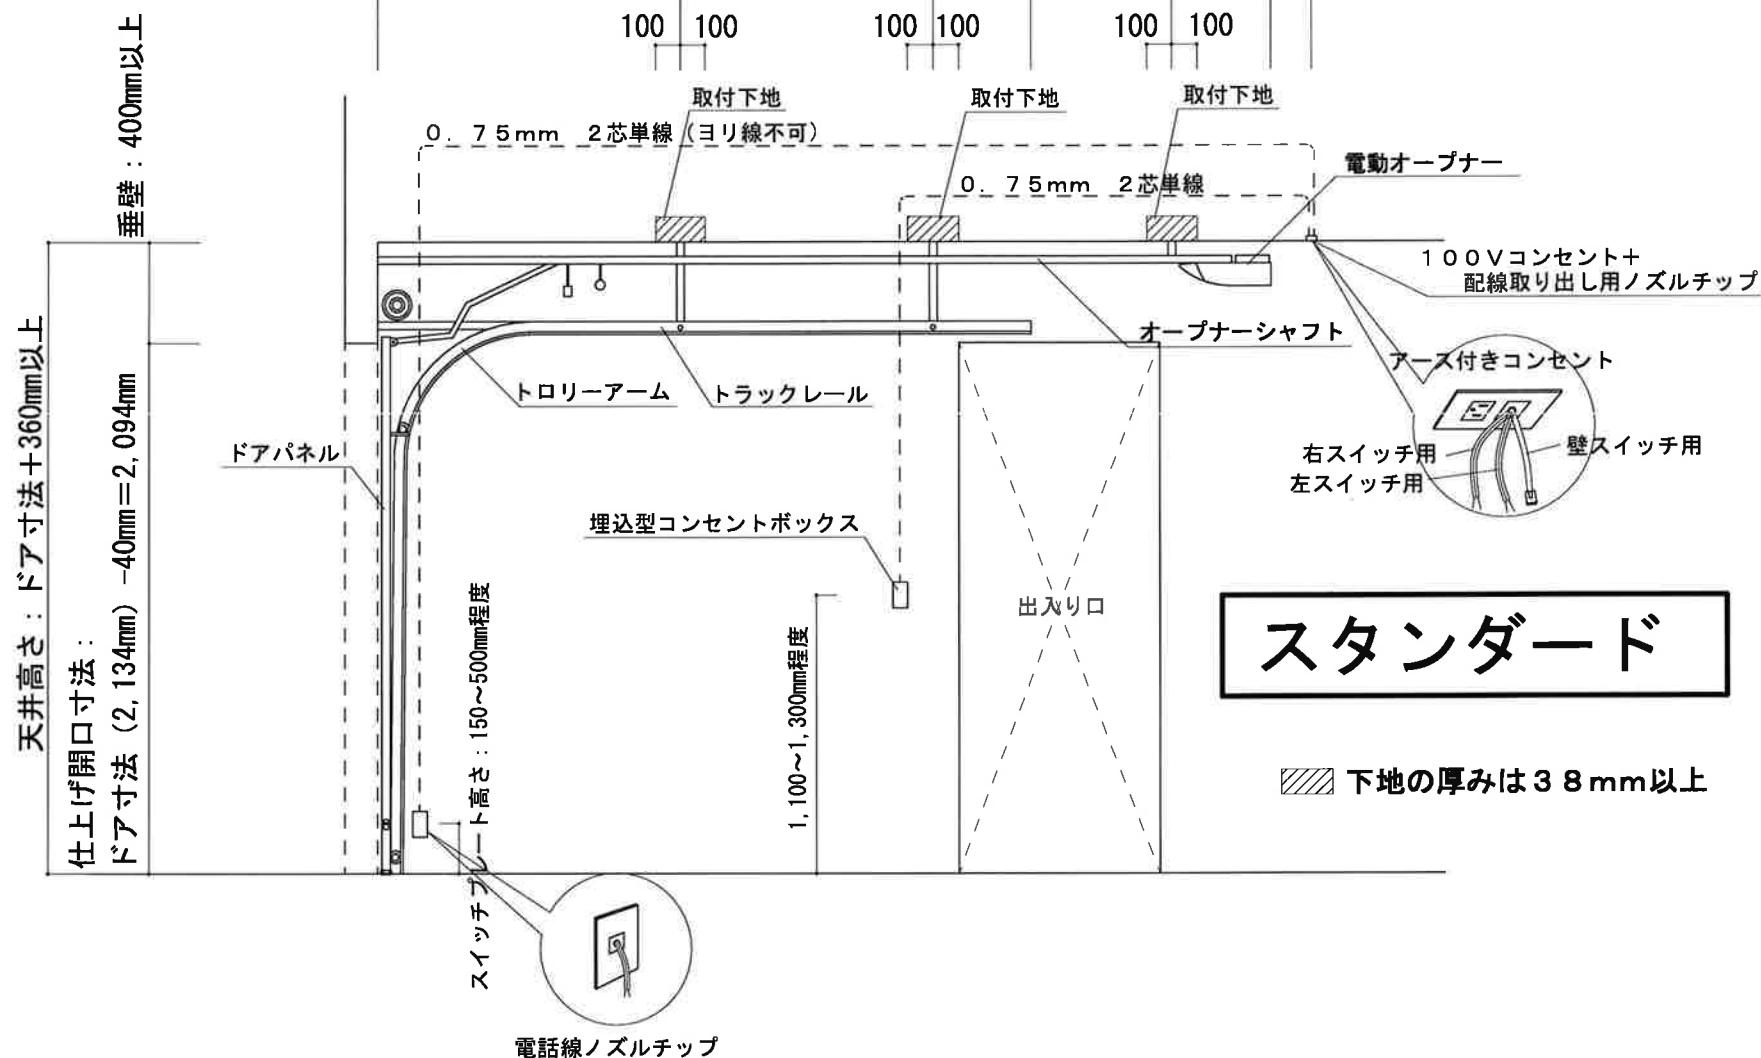 100 100
100 100
100 100
取付下地
取付下地
取付下地
0. 75mm 2芯単線 (ヨリ線不可)
0. 75mm 2芯単線
電動オープナー
100Vコンセント+
配線取り出し用ノズルチップ
オープナーシャフト
アース付きコンセント
トロリーアーム
トラックレール
ドアパネル
右スイッチ用
左スイッチ用
壁スイッチ用
埋込型コンセントボックス
出入り口
スタンダード
下地の厚みは38mm以上
垂壁:400mm以上
天井高さ:ドア寸法+360mm以上
仕上げ開口寸法:
ドア寸法 (2,134mm) -40mm=2,094mm
スイッチプレート高さ:150~500mm程度
1,100~1,300mm程度
電話線ノズルチップ